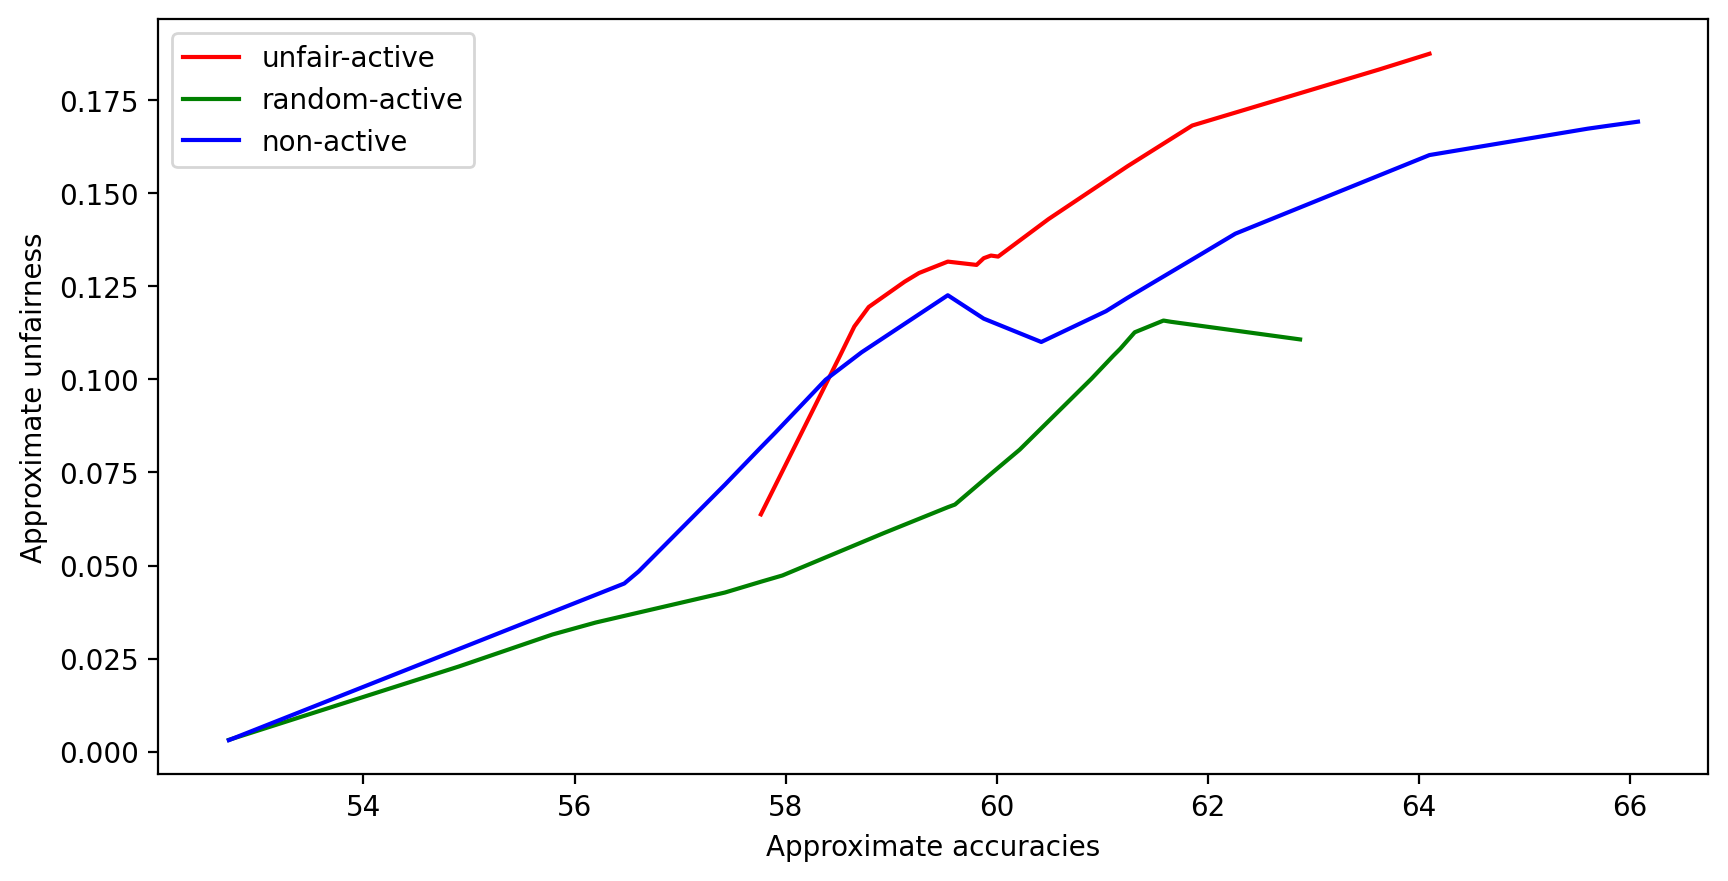 unfair-active
random-active
non-active
0.175
0.150
0.125
0.100
0.075
0.050
0.025
0.000
Approximate unfairness
54 56 58 60 62 64 66
Approximate accuracies